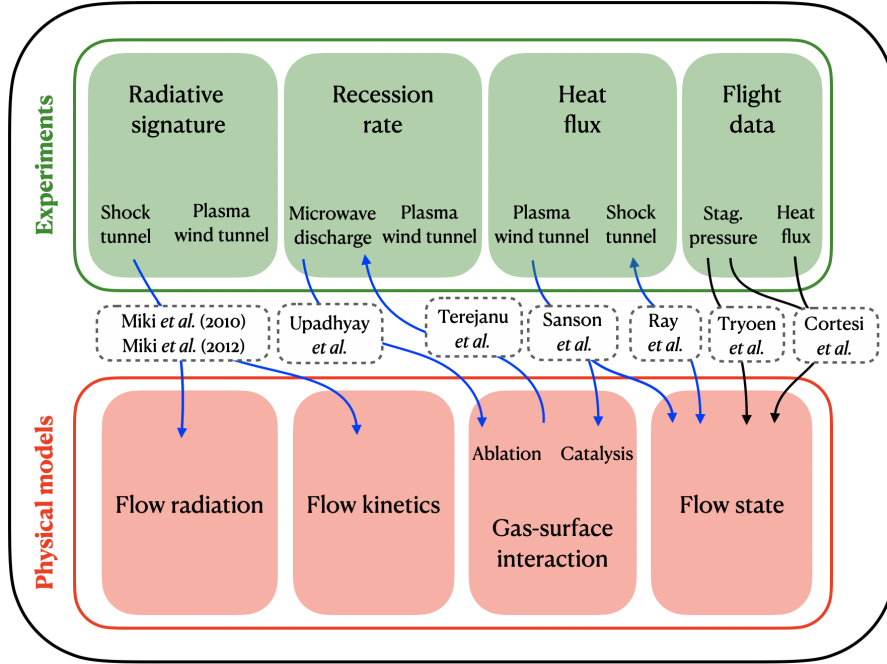 Experiments
Radiative
signature
Shock
tunnel
Plasma
wind tunnel
Recession
rate
Microwave
discharge
Plasma
wind tunnel
Heat
flux
Plasma
wind tunnel
Shock
tunnel
Flight
data
Stag.
pressure
Heat
flux
Miki et al. (2010)
Miki et al. (2012)
Upadhyay
et al.
Terejanu
et al.
Sanson
et al.
Ray
et al.
Tryoen
et al.
Cortesi
et al.
Physical models
Flow radiation
Flow kinetics
Ablation
Catalysis
Gas-surface
interaction
Flow state